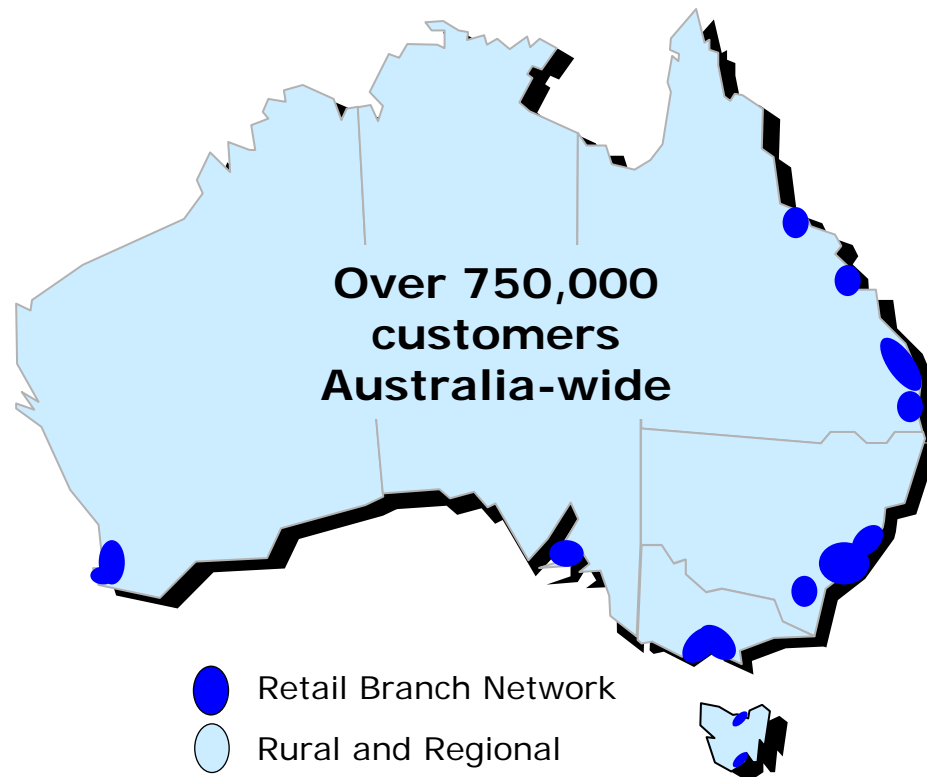 Over 750,000
customers
Australia-wide
Retail Branch Network
Rural and Regional